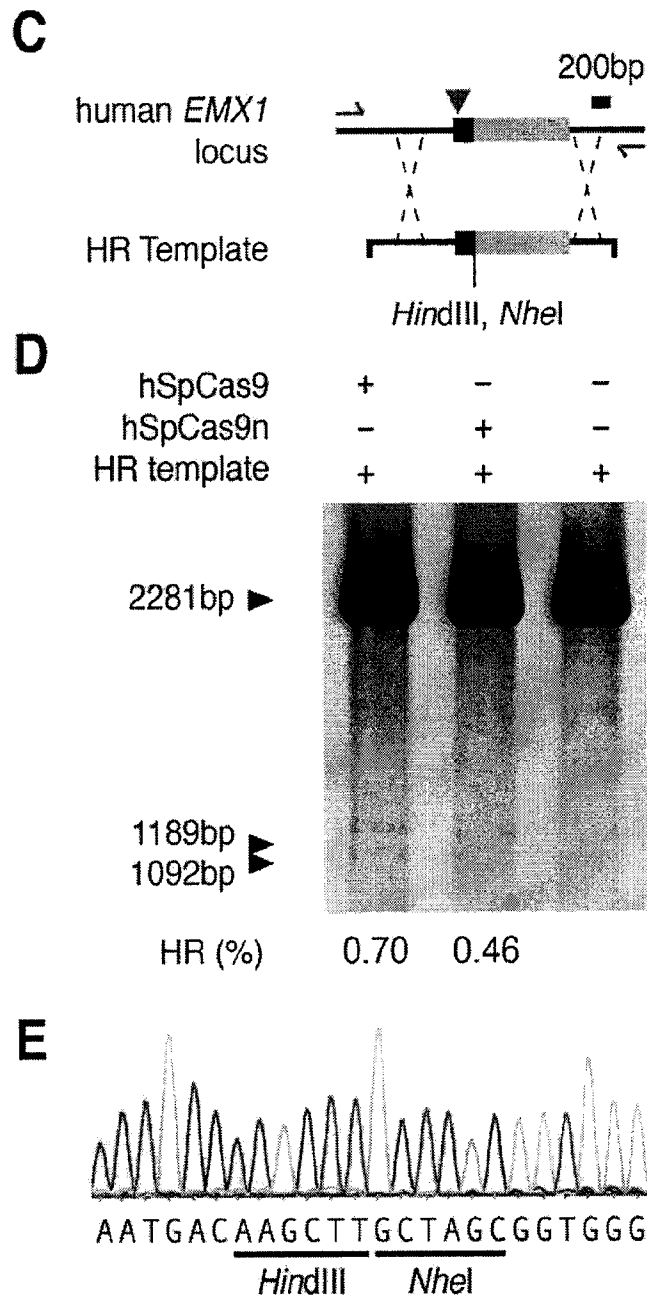 C
200bp
human EMX1
locus
HR Template
HindIII, NheI
D
hSpCas9 + − −
hSpCas9n − + −
HR template + + +
2281bp
1189bp
1092bp
HR (%) 0.70 0.46
E
AATGACAAGCTTGCTAGCGGTGGG
HindIII NheI